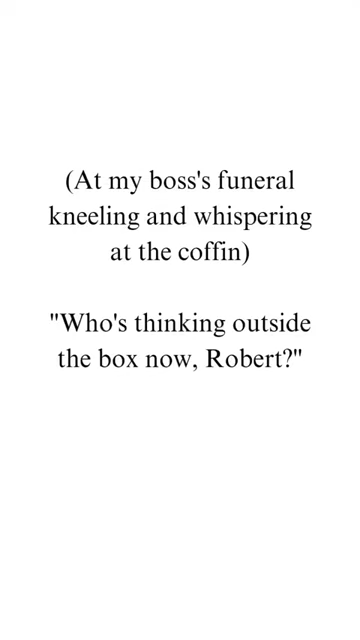 (At my boss's funeral
kneeling and whispering
at the coffin)
"Who's thinking outside
the box now, Robert?"